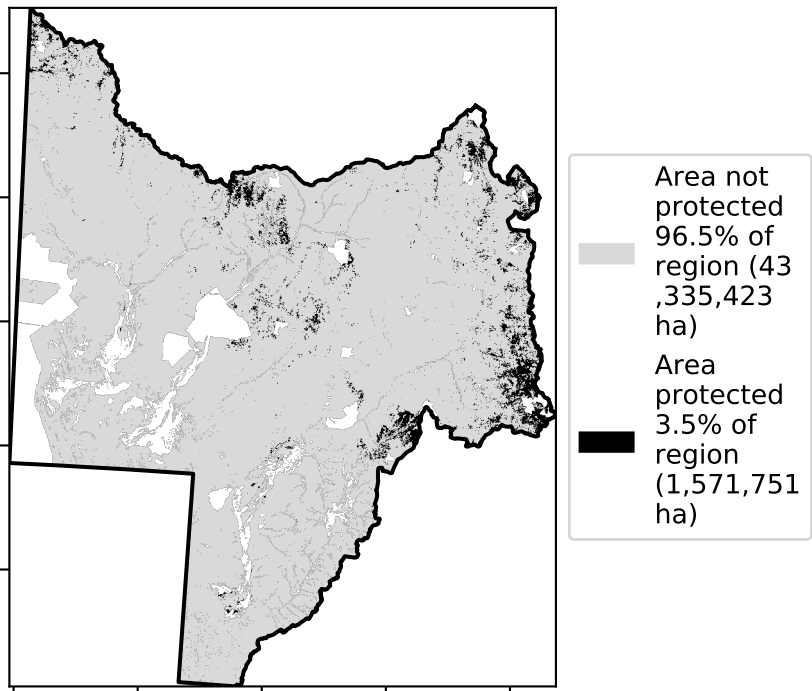 Area not
protected
96.5% of
region (43
,335,423
ha)
Area
protected
3.5% of
region
(1,571,751
ha)